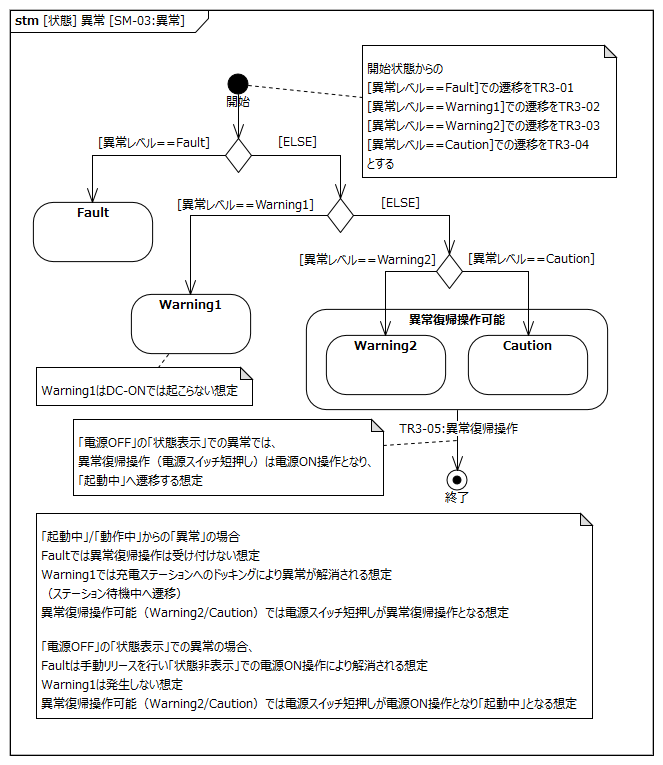 stm [状態] 異常 [SM-03:異常]
開始状態からの
[異常レベル==Fault]での遷移をTR3-01
[異常レベル==Warning1]での遷移をTR3-02
[異常レベル==Warning2]での遷移をTR3-03
[異常レベル==Caution]での遷移をTR3-04
とする
開始
[異常レベル==Fault]
[ELSE]
Fault
[異常レベル==Warning1]
[ELSE]
[異常レベル==Warning2]
[異常レベル==Caution]
Warning1
異常復帰操作可能
Warning2
Caution
Warning1はDC-ONでは起こらない想定
TR3-05:異常復帰操作
「電源OFF」の「状態表示」での異常では、
異常復帰操作（電源スイッチ短押し）は電源ON操作となり、
「起動中」へ遷移する想定
終了
「起動中」/「動作中」からの「異常」の場合
Faultでは異常復帰操作は受け付けない想定
Warning1では充電ステーションへのドッキングにより異常が解消される想定
（ステーション待機中へ遷移）
異常復帰操作可能（Warning2/Caution）では電源スイッチ短押しが異常復帰操作となる想定
「電源OFF」の「状態表示」での異常の場合、
Faultは手動リリースを行い「状態非表示」での電源ON操作により解消される想定
Warning1は発生しない想定
異常復帰操作可能（Warning2/Caution）では電源スイッチ短押しが電源ON操作となり「起動中」となる想定